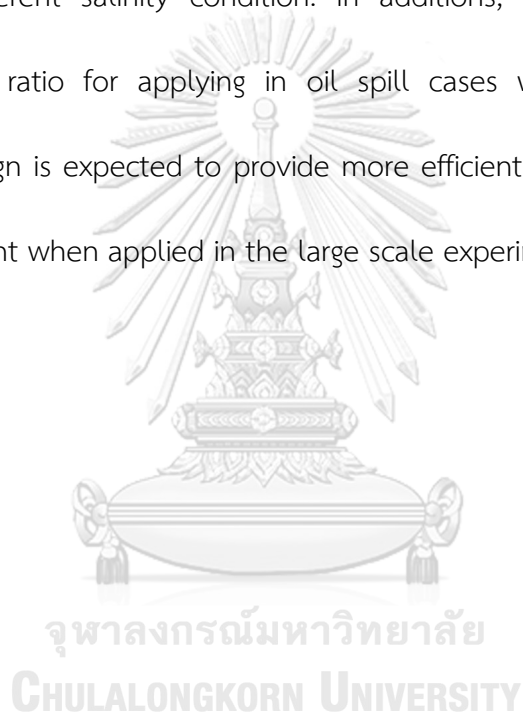 erent salinity condition. In additions,
ratio for applying in oil spill cases
gn is expected to provide more efficient
nt when applied in the large scale experi
จุฬาลงกรณ์มหาวิทยาลัย
CHULALONGKORN UNIVERSITY